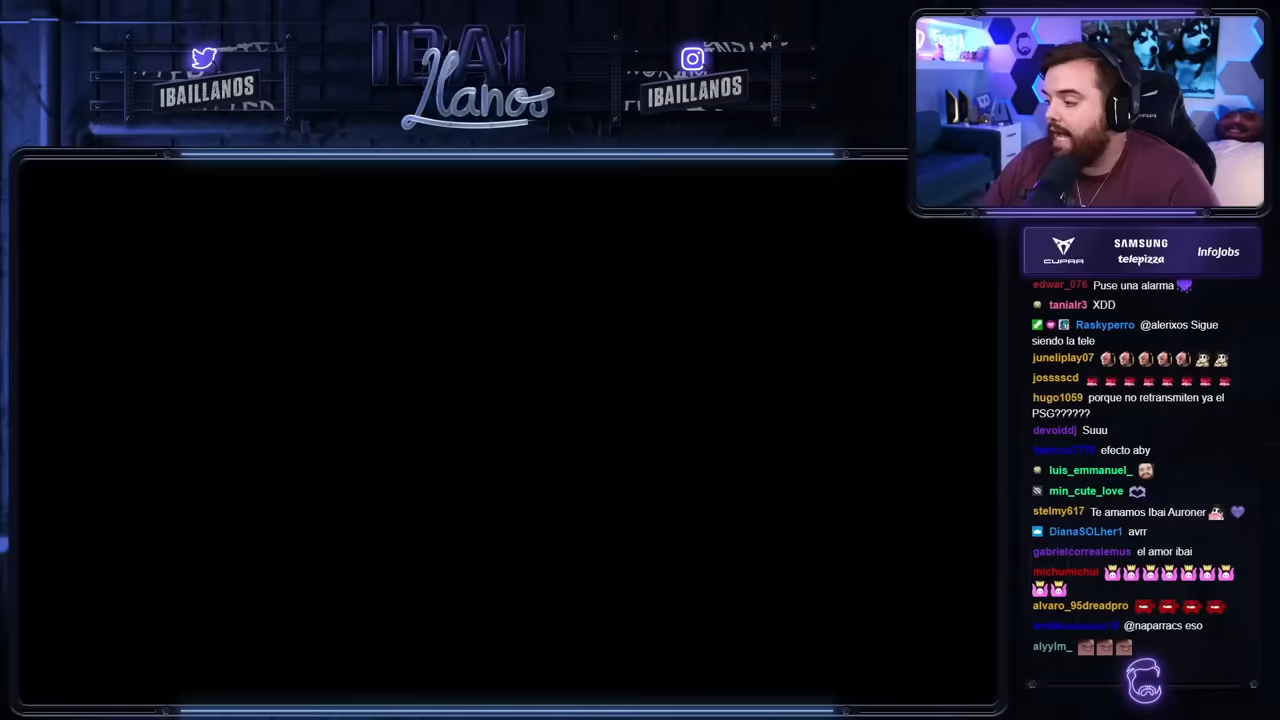 IBAI
Llanos
IBAILLANOS
IBAILLANOS
CUPRA
CUPRA
SAMSUNG
telepizza
InfoJobs
edwar_076 Puse una alarma
tanialr3 XDD
Raskyperro @alerixos Sigue
siendo la tele
juneliplay07
josssscd
hugo1059 porque no retransmiten ya el
PSG??????
devoiddj Suuu
efecto aby
luis_emmanuel_
min_cute_love
stelmy617 Te amamos Ibai Auroner
DianaSOLher1 avrr
gabrielcorrealemus el amor ibai
michumichul
alvaro_95dreadpro
@naparracs eso
alyylm_